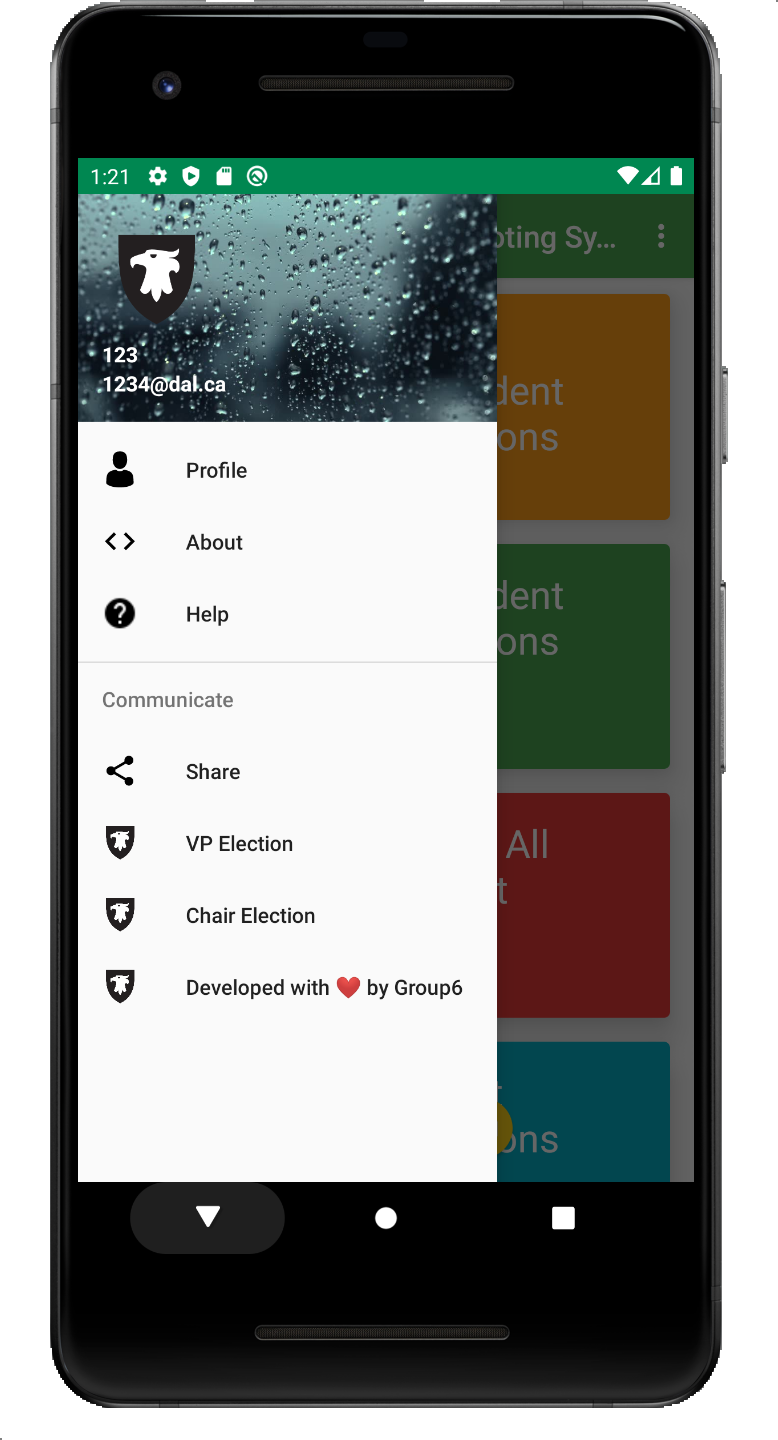 1:21
oting Sy...
123
1234@dal.ca
dent
ons
Profile
About
Help
dent
ons
Communicate
Share
All
t
VP Election
Chair Election
Developed with ❤️ by Group6
ons